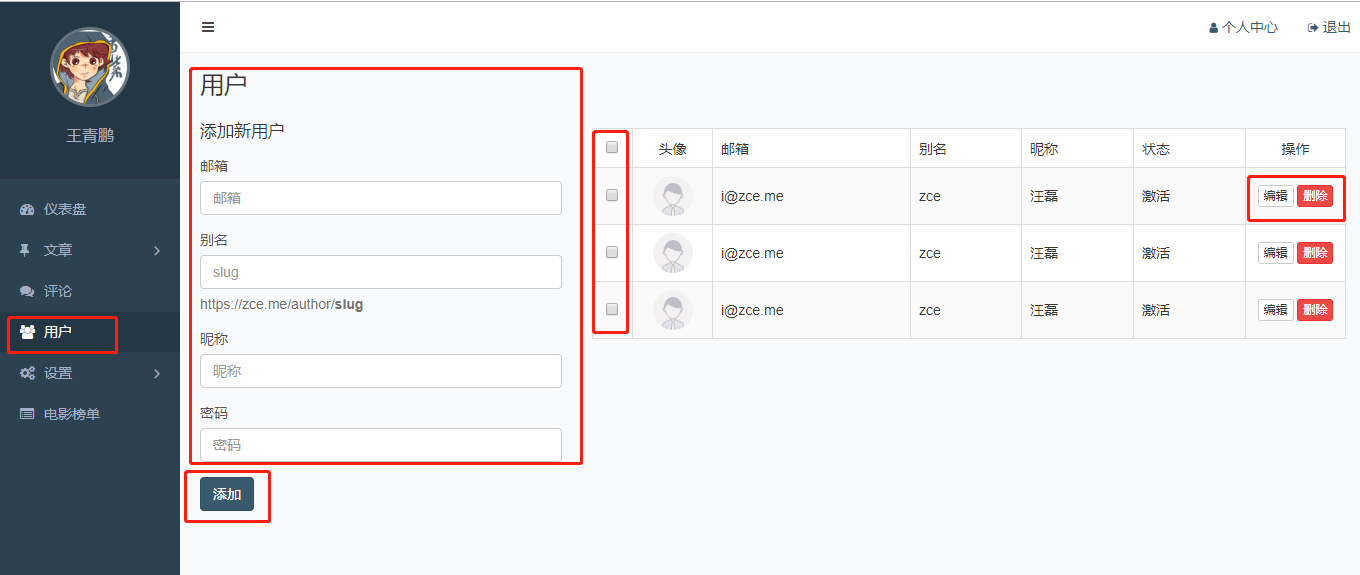 个人中心
退出
王青鹏
仪表盘
文章
评论
用户
设置
电影榜单
用户
添加新用户
邮箱
邮箱
别名
slug
https://zce.me/author/slug
昵称
昵称
密码
密码
添加
头像 邮箱 别名 昵称 状态 操作
i@zce.me zce 汪磊 激活 编辑 删除
i@zce.me zce 汪磊 激活 编辑 删除
i@zce.me zce 汪磊 激活 编辑 删除